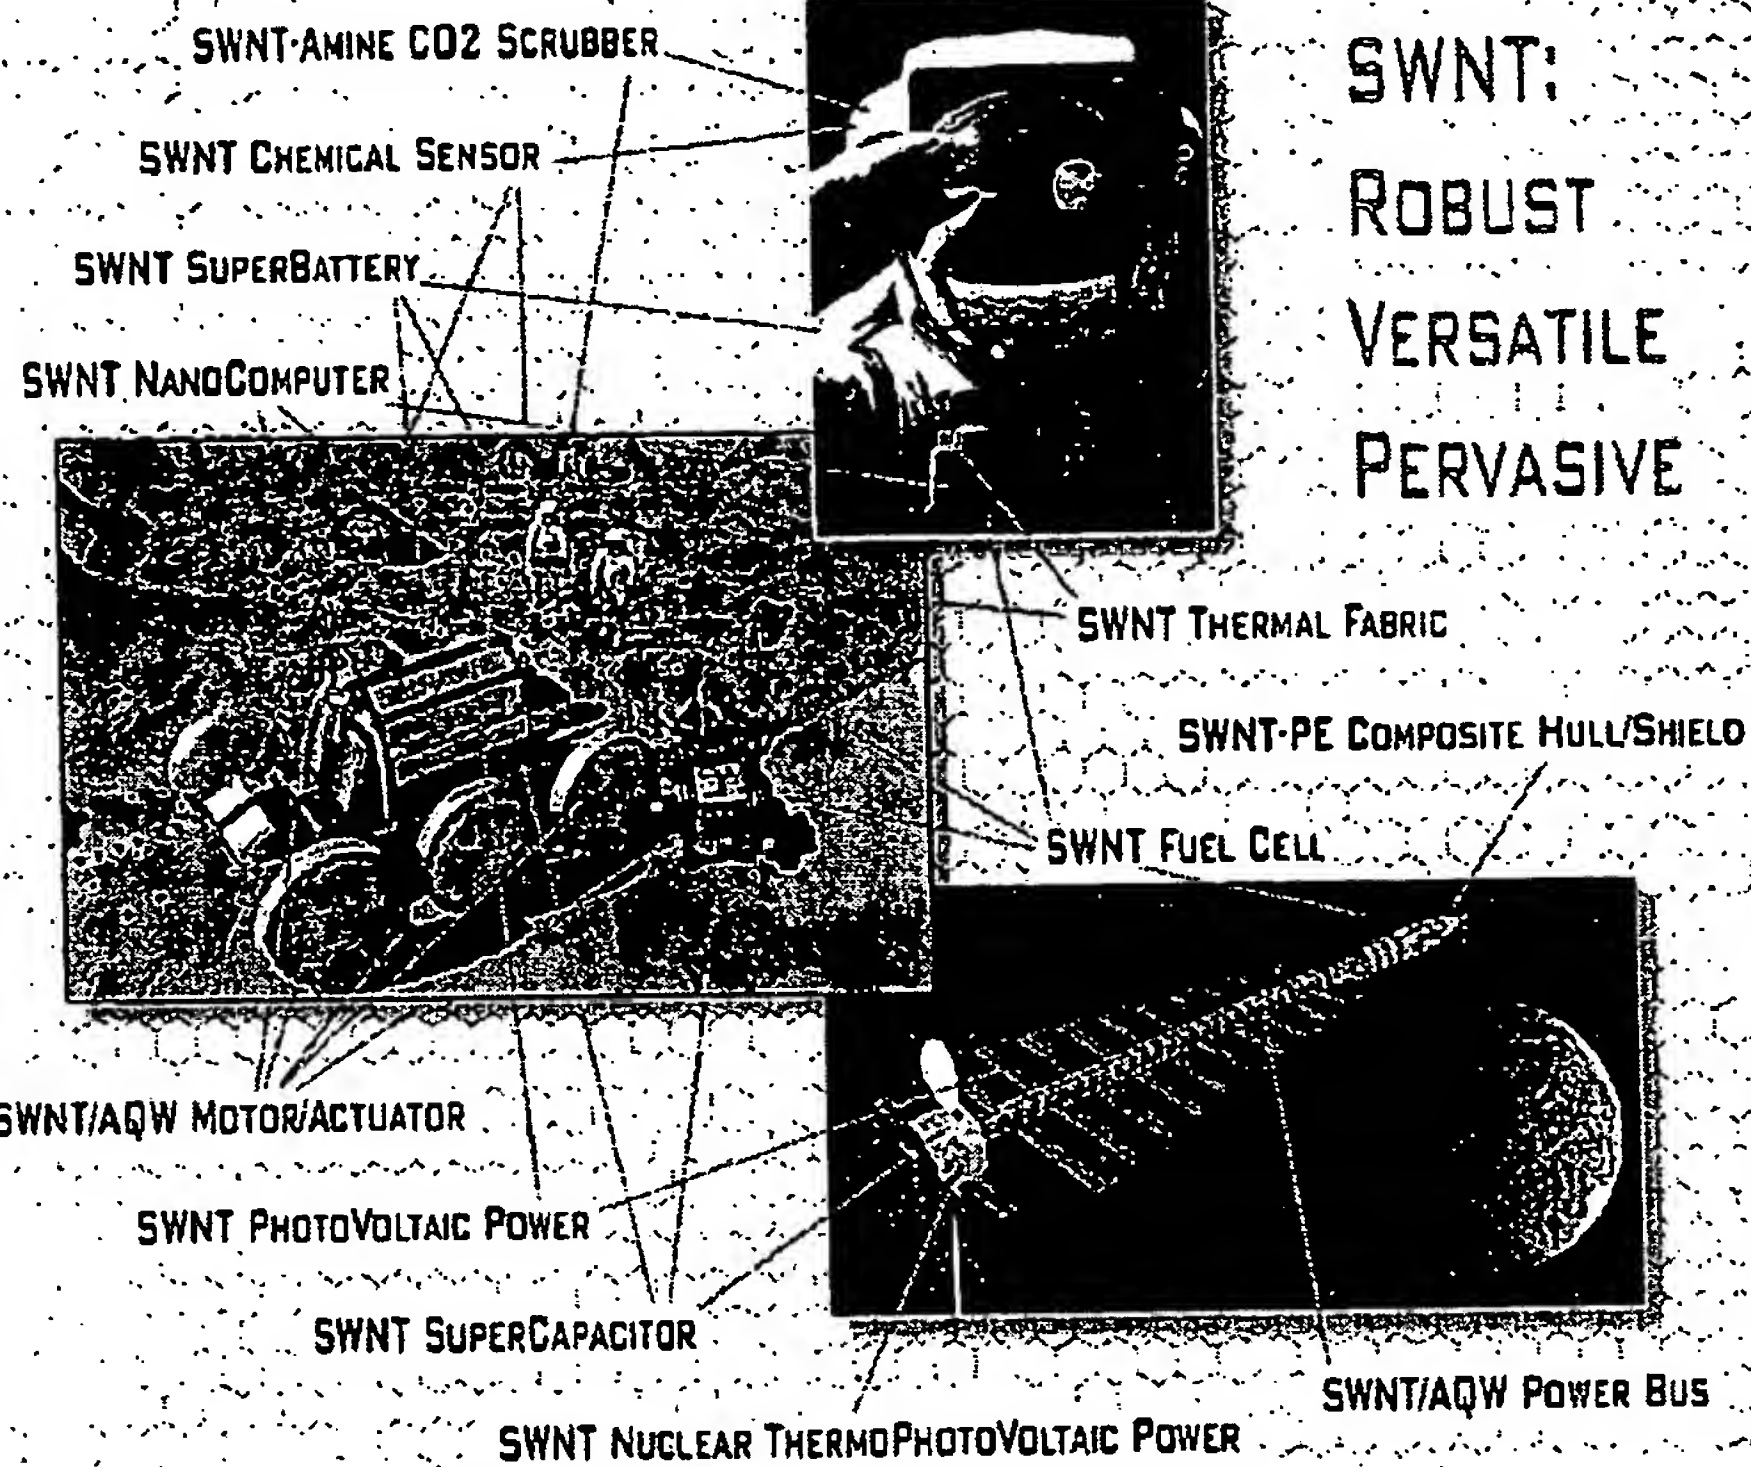 SWNT-AMINE CO2 SCRUBBER
SWNT CHEMICAL SENSOR
SWNT SUPERBATTERY
SWNT NANOCOMPUTER
SWNT:
ROBUST
VERSATILE
PERVASIVE
SWNT THERMAL FABRIC
SWNT-PE COMPOSITE HULL/SHIELD
SWNT FUEL CELL
SWNT/AQW MOTOR/ACTUATOR
SWNT PHOTOVOLTAIC POWER
SWNT SUPERCAPACITOR
SWNT/AQW POWER BUS
SWNT NUCLEAR THERMOPHOTOVOLTAIC POWER